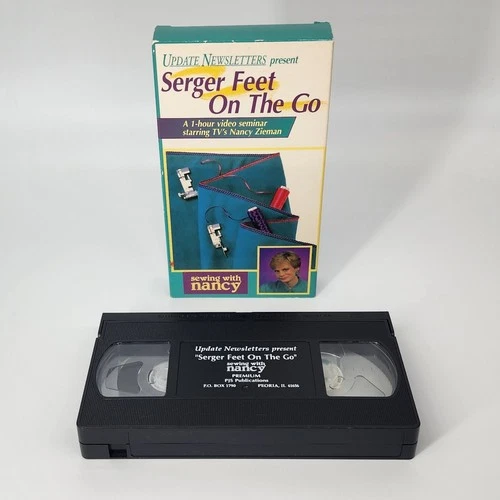 UPDATE NEWSLETTERS present
Serger Feet
On The Go
A 1-hour video seminar
starring TV's Nancy Zieman
sewing with
nancy
Update Newsletters present
"Serger Feet On The Go"
sewing with
nancy
PREMIUM
PJS Publications
P.O. BOX 1790 PEORIA, IL 61656